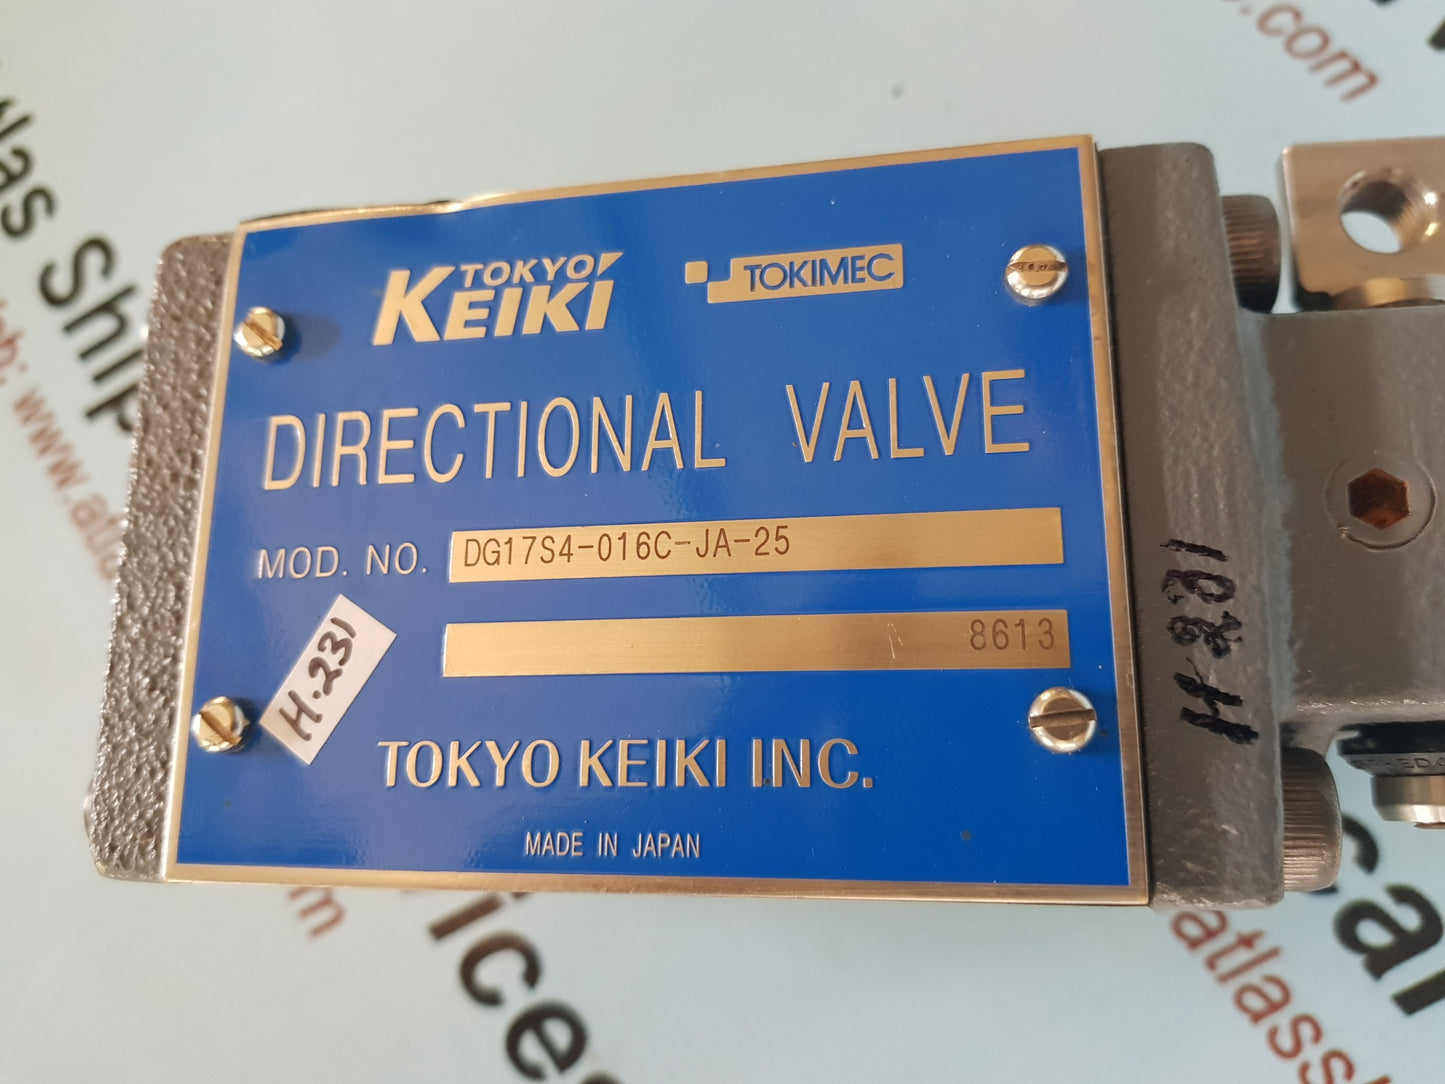 TOKYO
KEIKI
TOKIMEC
DIRECTIONAL VALVE
MOD. NO. DG17S4-016C-JA-25
8613
H.231
TOKYO KEIKI INC.
MADE IN JAPAN
.com